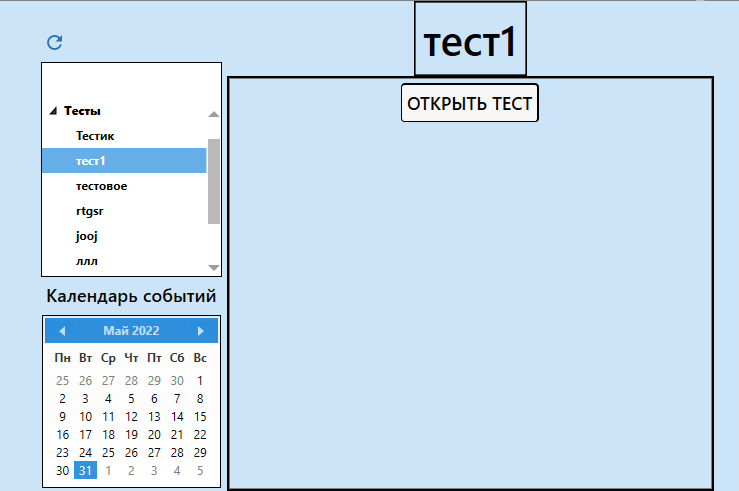 тест1
ОТКРЫТЬ ТЕСТ
Тесты
Тестик
тест1
тестовое
rtgsr
jooj
ллл
Календарь событий
Май 2022
Пн Вт Ср Чт Пт Сб Вс
25 26 27 28 29 30 1
2 3 4 5 6 7 8
9 10 11 12 13 14 15
16 17 18 19 20 21 22
23 24 25 26 27 28 29
30 31 1 2 3 4 5